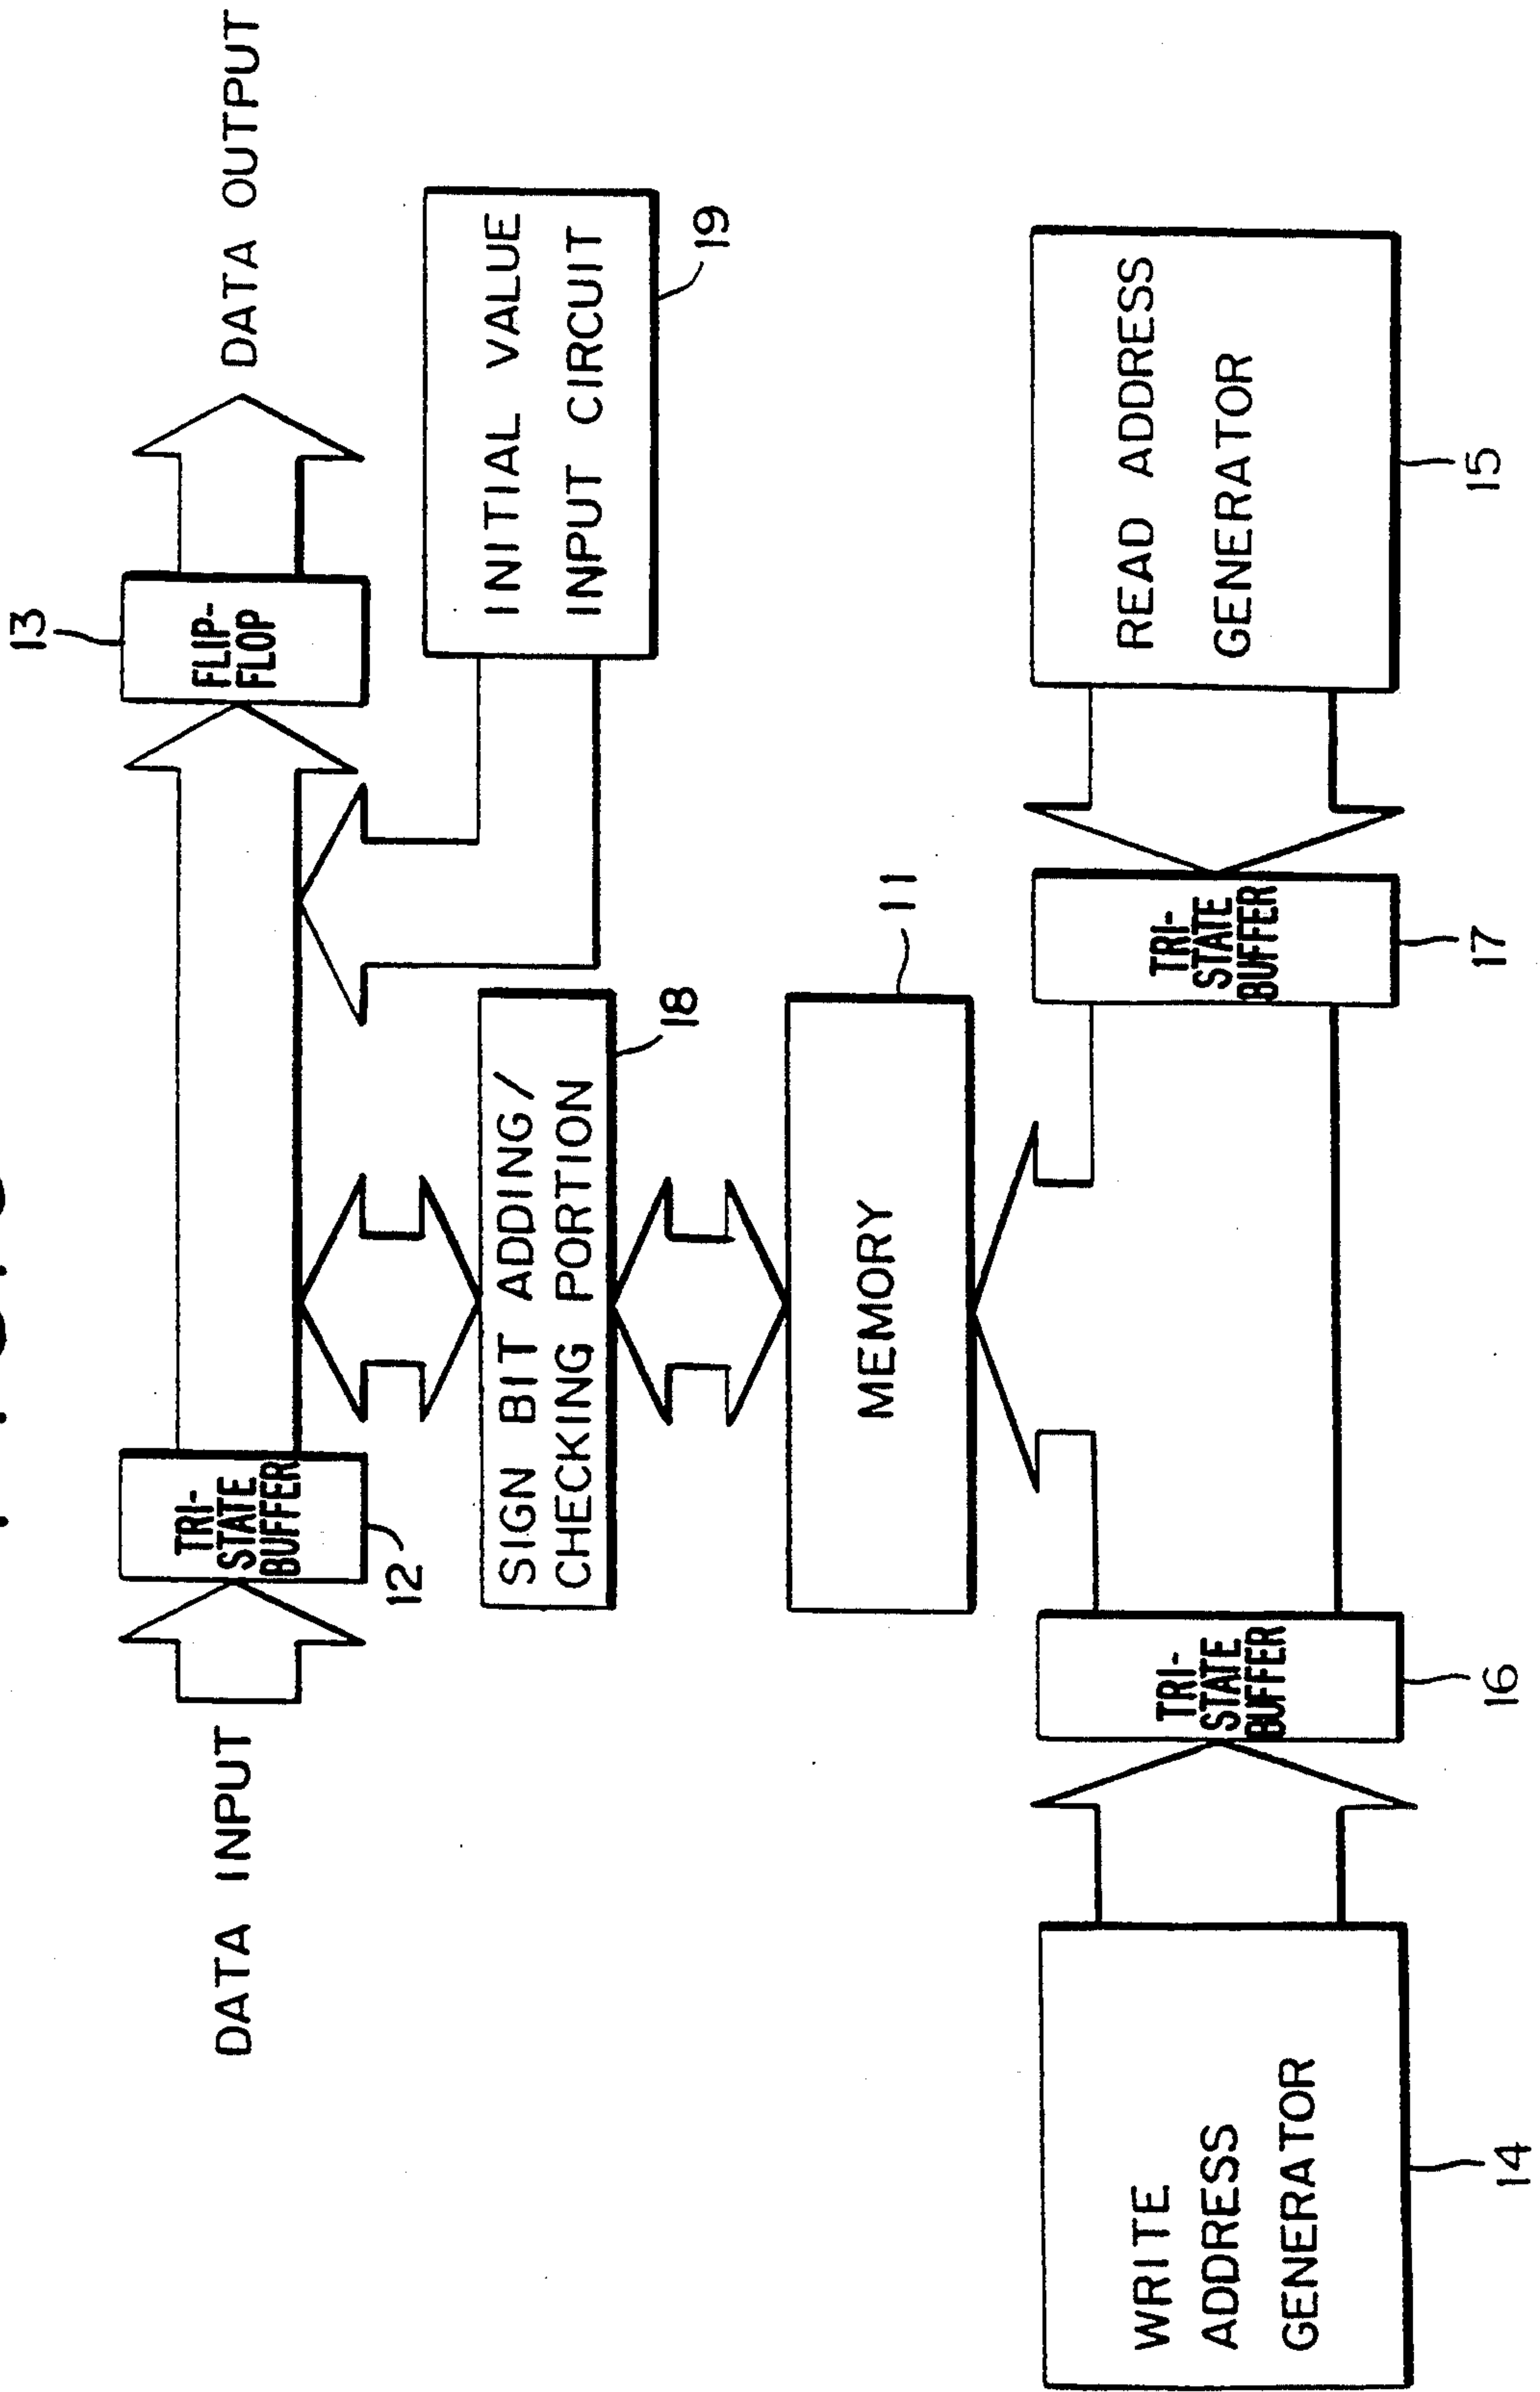 DATA INPUT
TRI-
STATE
BUFFER
12
FLIP-
FLOP
13
DATA OUTPUT
SIGN BIT ADDING/
CHECKING PORTION
18
INITIAL VALUE
INPUT CIRCUIT
19
MEMORY
11
WRITE
ADDRESS
GENERATOR
14
TRI-
STATE
BUFFER
16
TRI-
STATE
BUFFER
17
READ ADDRESS
GENERATOR
15